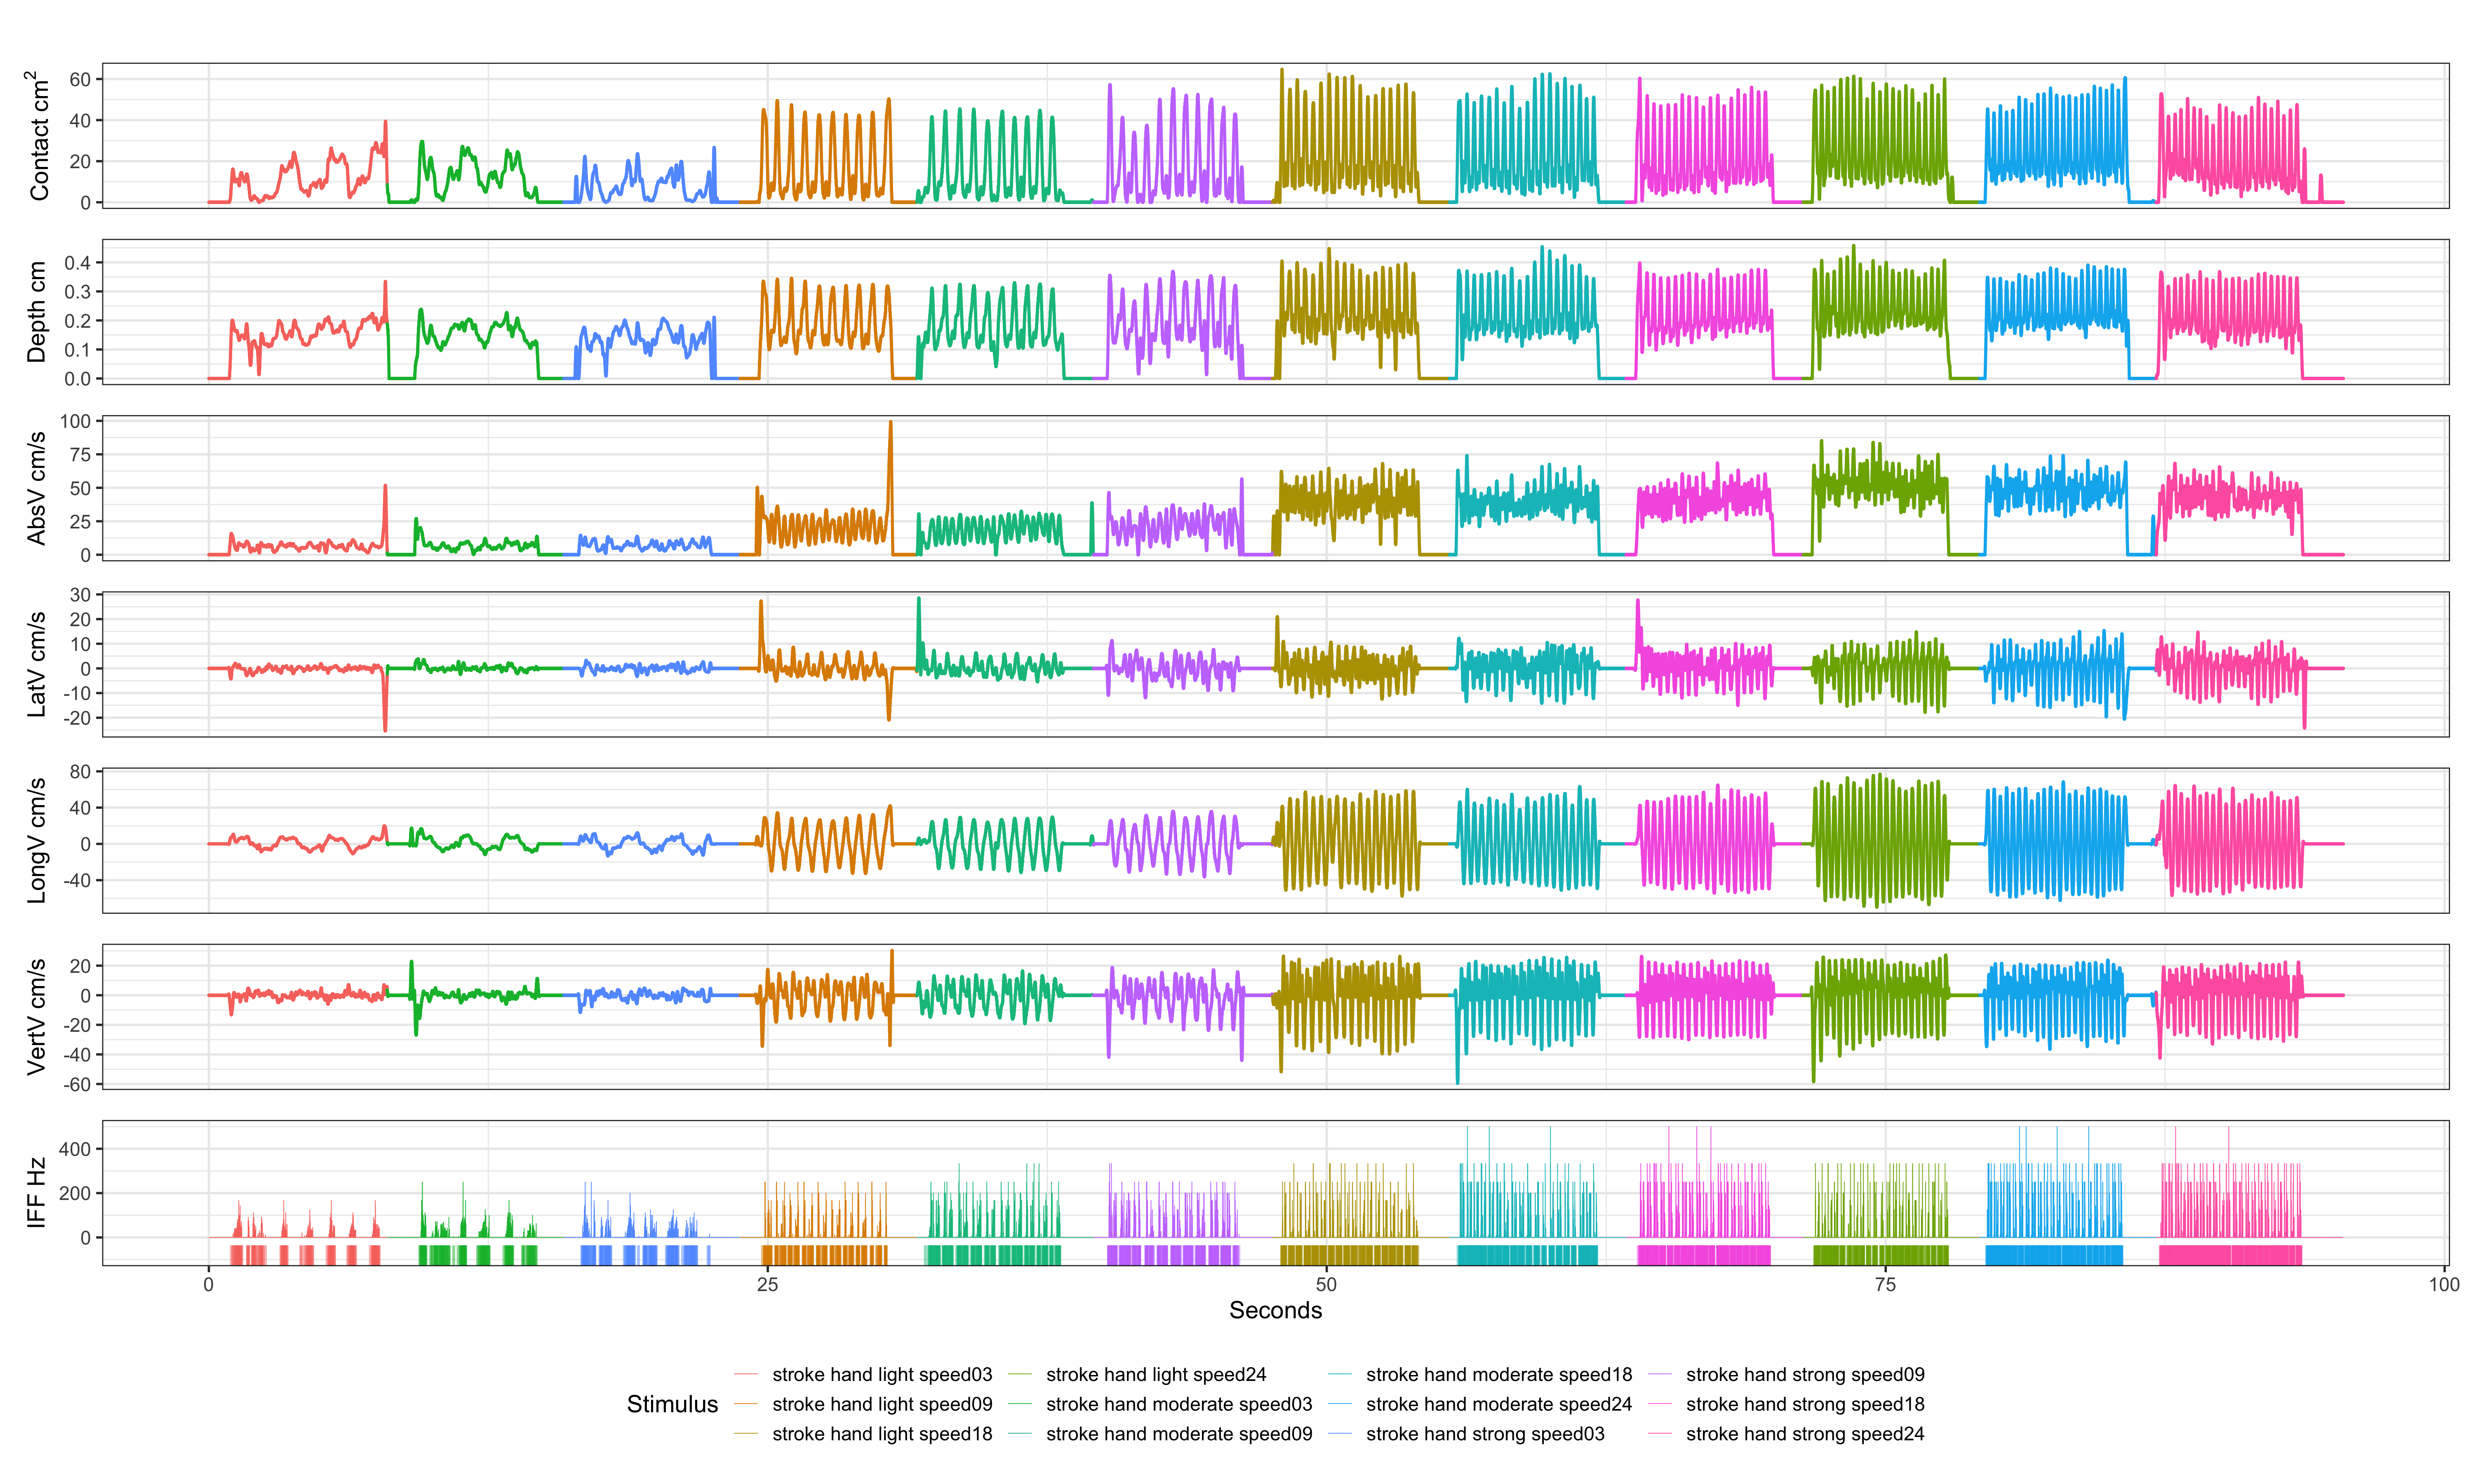 Contact cm²
60
40
20
0
Depth cm
0.4
0.3
0.2
0.1
0.0
AbsV cm/s
100
75
50
25
0
LatV cm/s
30
20
10
0
-10
-20
LongV cm/s
80
40
0
-40
VertV cm/s
20
0
-20
-40
-60
IFF Hz
400
200
0
0 25 50 75 100
Seconds
Stimulus
stroke hand light speed03 stroke hand light speed24 stroke hand moderate speed18 stroke hand strong speed09
stroke hand light speed09 stroke hand moderate speed03 stroke hand moderate speed24 stroke hand strong speed18
stroke hand light speed18 stroke hand moderate speed09 stroke hand strong speed03 stroke hand strong speed24